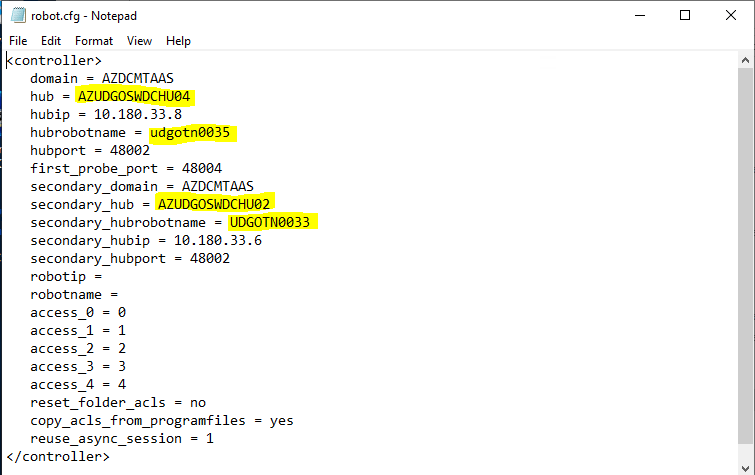 robot.cfg - Notepad
File Edit Format View Help
<controller>
domain = AZDCMTAAS
hub = AZUDGOSWDCHU04
hubip = 10.180.33.8
hubrobotname = udgotn0035
hubport = 48002
first_probe_port = 48004
secondary_domain = AZDCMTAAS
secondary_hub = AZUDGOSWDCHU02
secondary_hubrobotname = UDGOTN0033
secondary_hubip = 10.180.33.6
secondary_hubport = 48002
robotip =
robotname =
access_0 = 0
access_1 = 1
access_2 = 2
access_3 = 3
access_4 = 4
reset_folder_acls = no
copy_acls_from_programfiles = yes
reuse_async_session = 1
</controller>